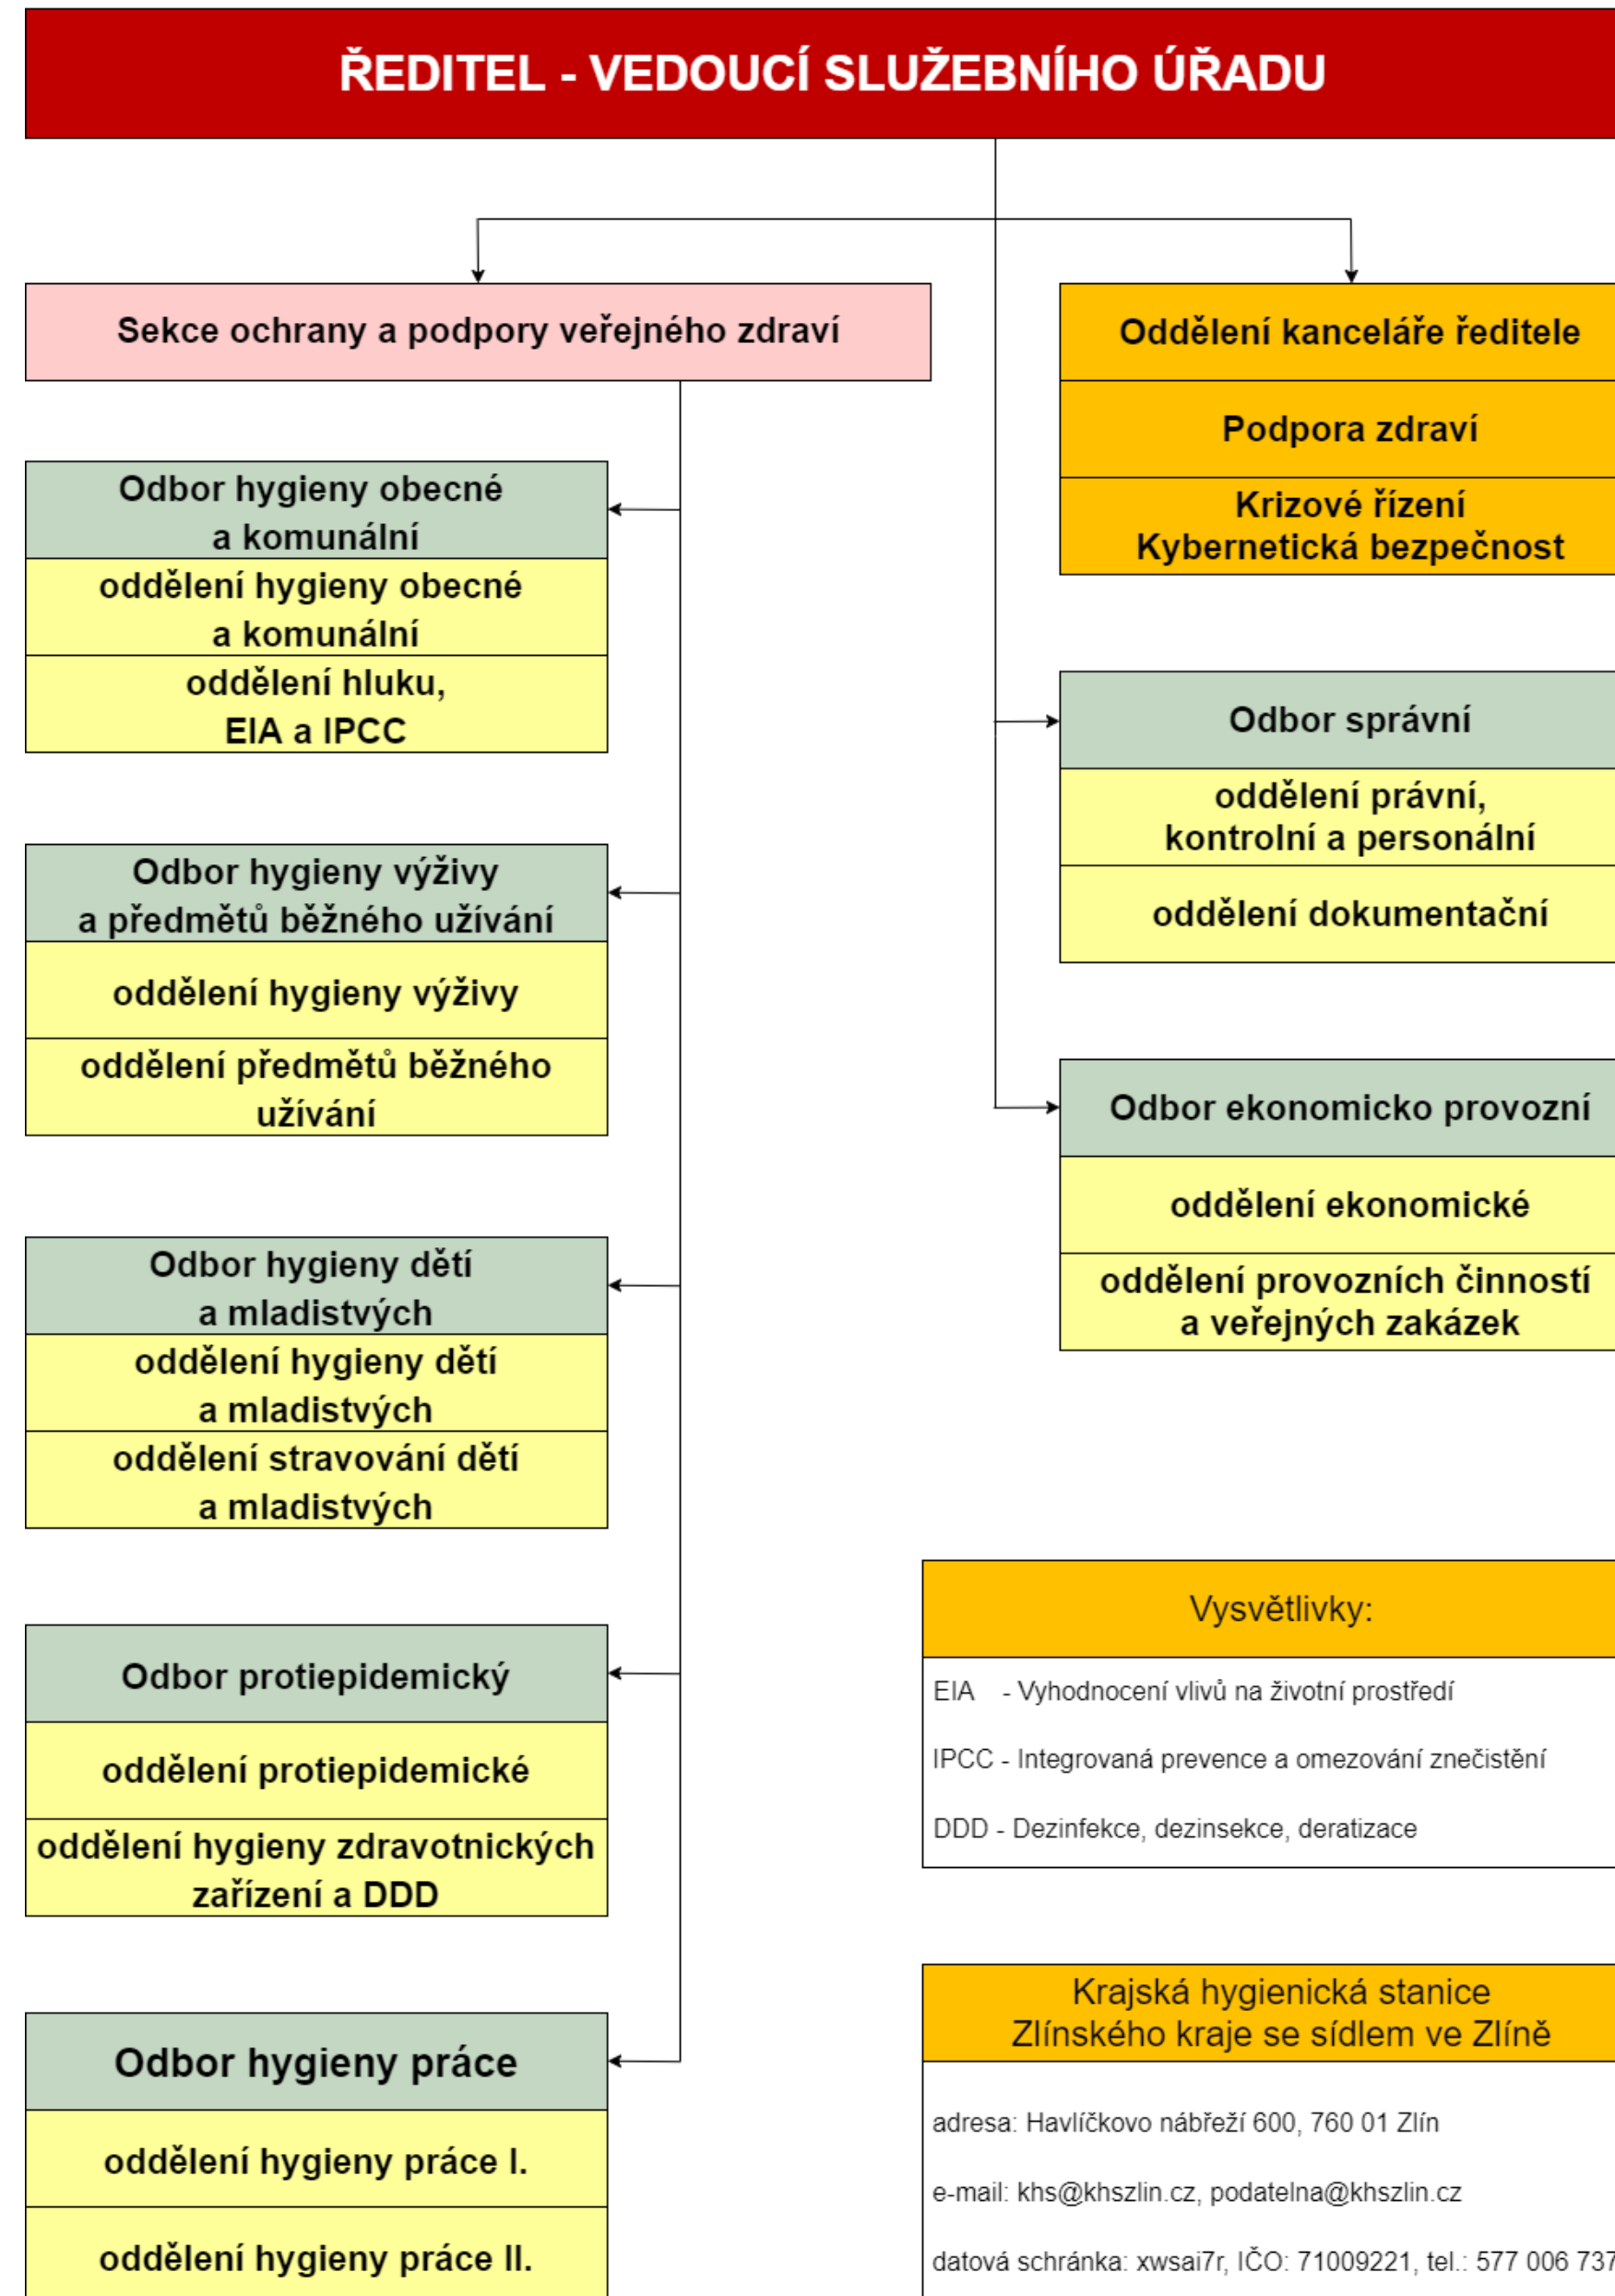 ŘEDITEL - VEDOUCÍ SLUŽEBNÍHO ÚŘADU
Sekce ochrany a podpory veřejného zdraví
Odbor hygieny obecné
a komunální
oddělení hygieny obecné
a komunální
oddělení hluku,
EIA a IPCC
Odbor hygieny výživy
a předmětů běžného užívání
oddělení hygieny výživy
oddělení předmětů běžného
užívání
Odbor hygieny dětí
a mladistvých
oddělení hygieny dětí
a mladistvých
oddělení stravování dětí
a mladistvých
Odbor protiepidemický
oddělení protiepidemické
oddělení hygieny zdravotnických
zařízení a DDD
Odbor hygieny práce
oddělení hygieny práce I.
oddělení hygieny práce II.
Oddělení kanceláře ředitele
Podpora zdraví
Krizové řízení
Kybernetická bezpečnost
Odbor správní
oddělení právní,
kontrolní a personální
oddělení dokumentační
Odbor ekonomicko provozní
oddělení ekonomické
oddělení provozních činností
a veřejných zakázek
Vysvětlivky:
EIA - Vyhodnocení vlivů na životní prostředí
IPCC - Integrovaná prevence a omezování znečistění
DDD - Dezinfekce, dezinsekce, deratizace
Krajská hygienická stanice
Zlínského kraje se sídlem ve Zlíně
adresa: Havlíčkovo nábřeží 600, 760 01 Zlín
e-mail: khs@khszlin.cz, podatelna@khszlin.cz
datová schránka: xwsai7r, IČO: 71009221, tel.: 577 006 737